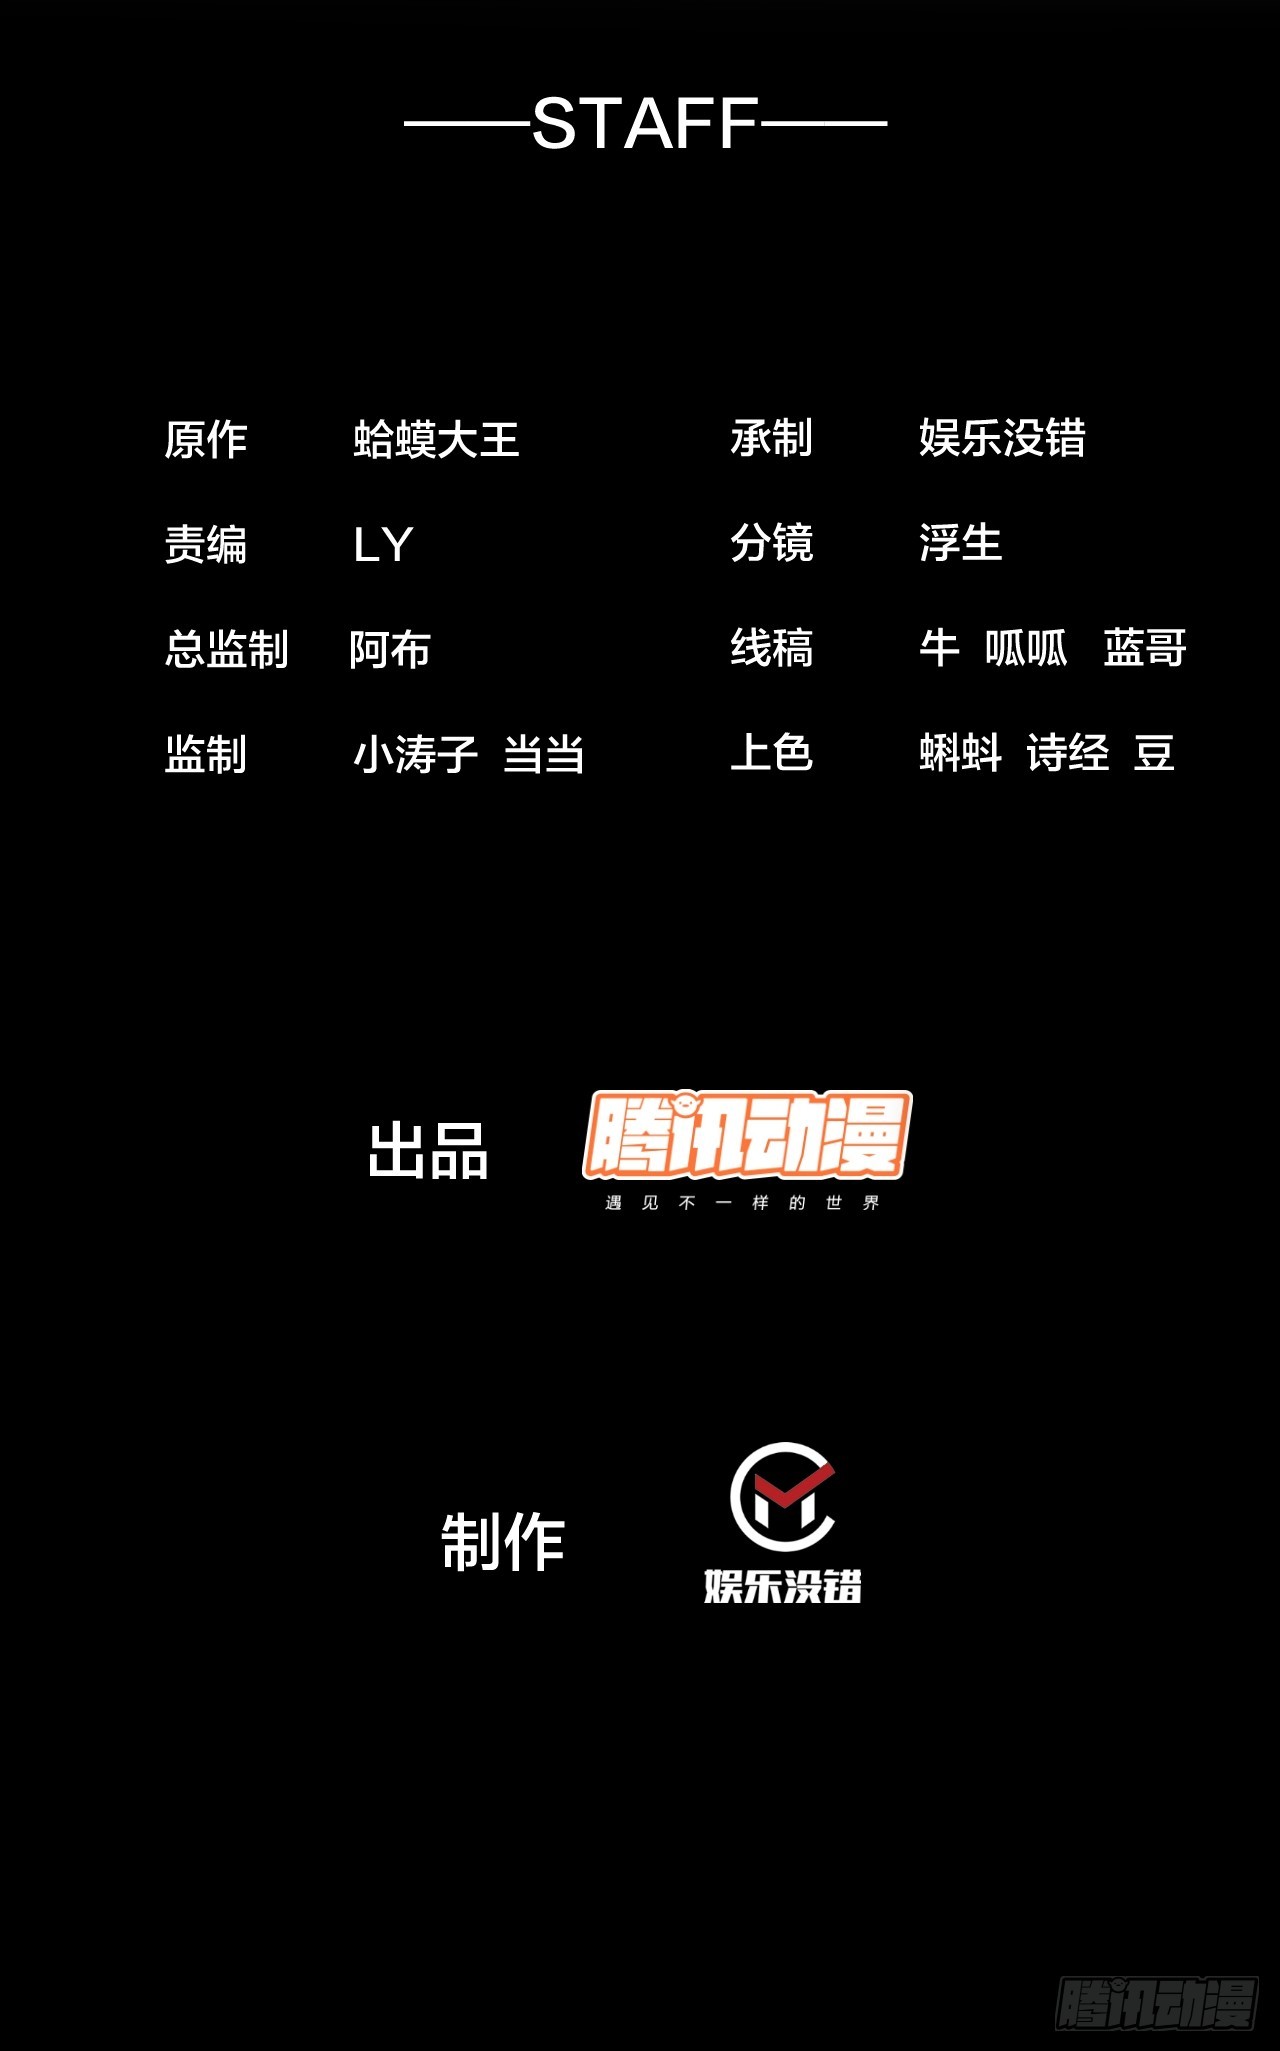 ——STAFF——
原作 蛤蟆大王 承制 娱乐没错
责编 LY 分镜 浮生
总监制 阿布 线稿 牛 呱呱 蓝哥
监制 小涛子 当当 上色 蝌蚪 诗经 豆
出品 腾讯动漫
遇见不一样的世界
制作
娱乐没错
腾讯动漫